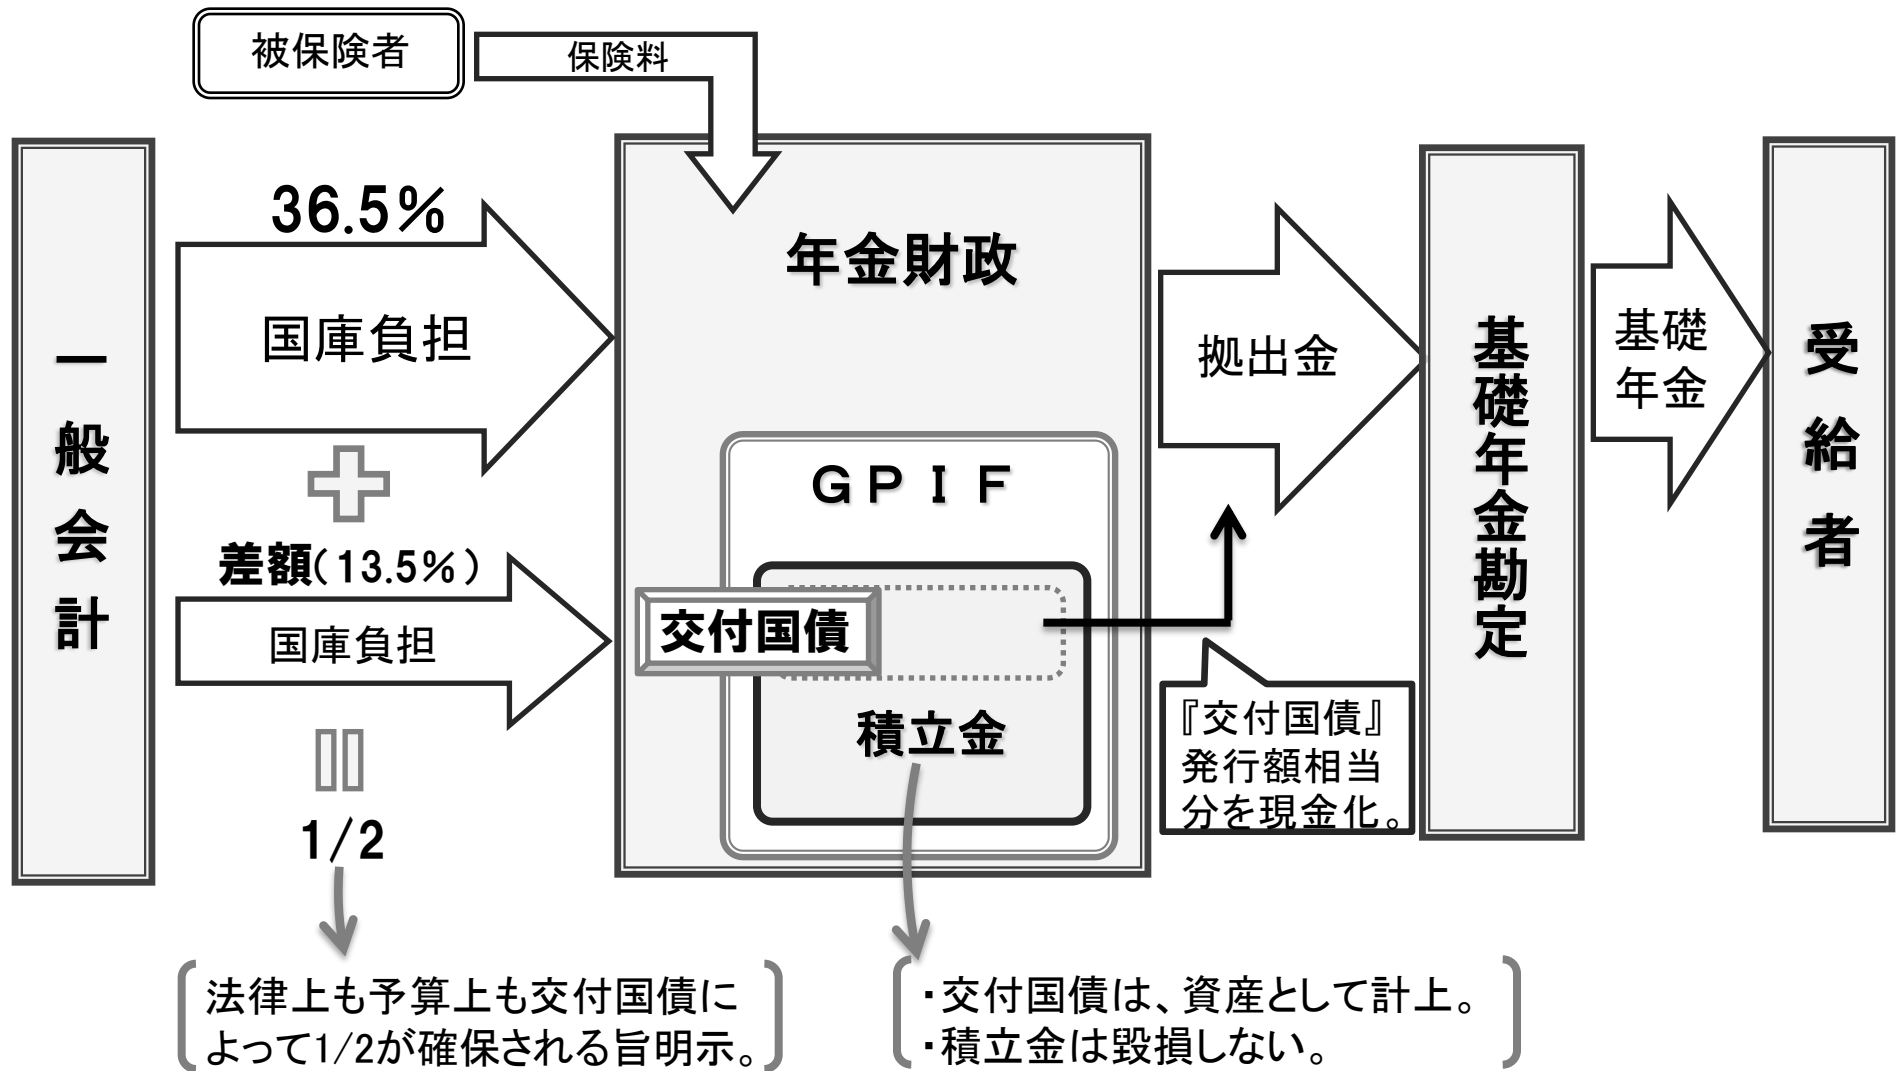 被保険者
保険料
一般会計
36.5%
国庫負担
差額(13.5%)
国庫負担
1/2
年金財政
GPIF
交付国債
積立金
拠出金
『交付国債』
発行額相当
分を現金化。
基礎年金勘定
基礎
年金
受給者
法律上も予算上も交付国債に
よって1/2が確保される旨明示。
・交付国債は、資産として計上。
・積立金は毀損しない。